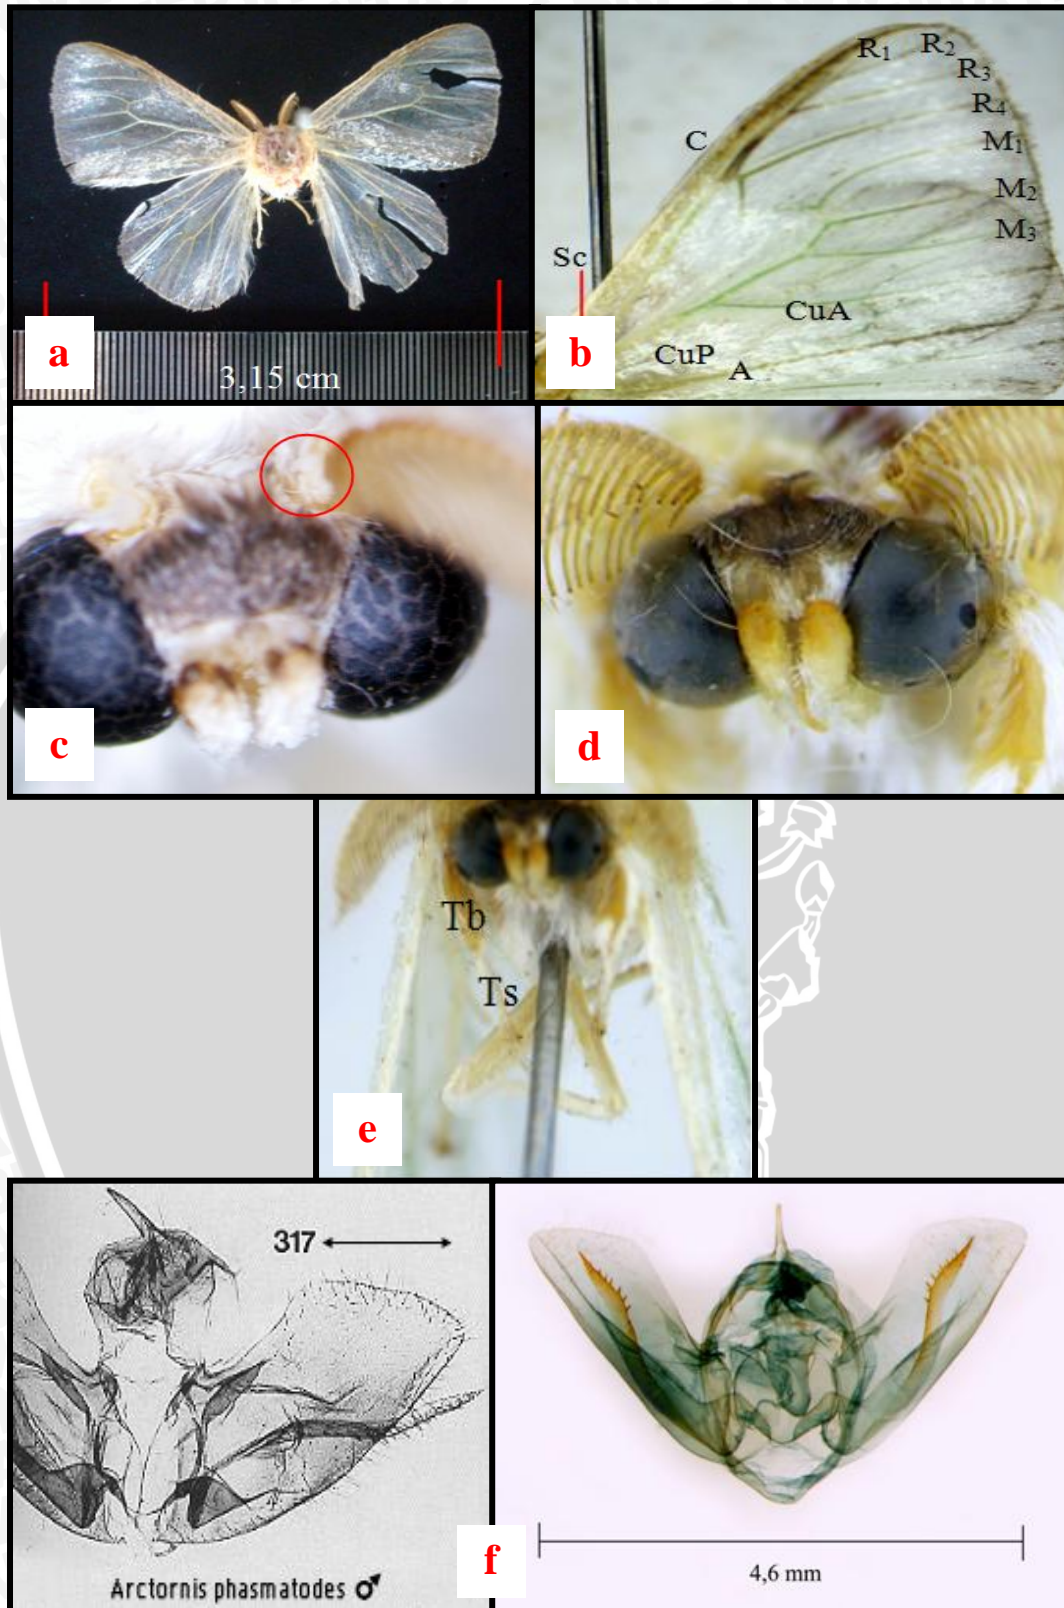 a
3,15 cm
b
C
R1
R2
R3
R4
M1
M2
M3
Sc
CuA
CuP
A
c
d
Tb
Ts
e
317
Arctornis phasmatodes ♂
f
4,6 mm